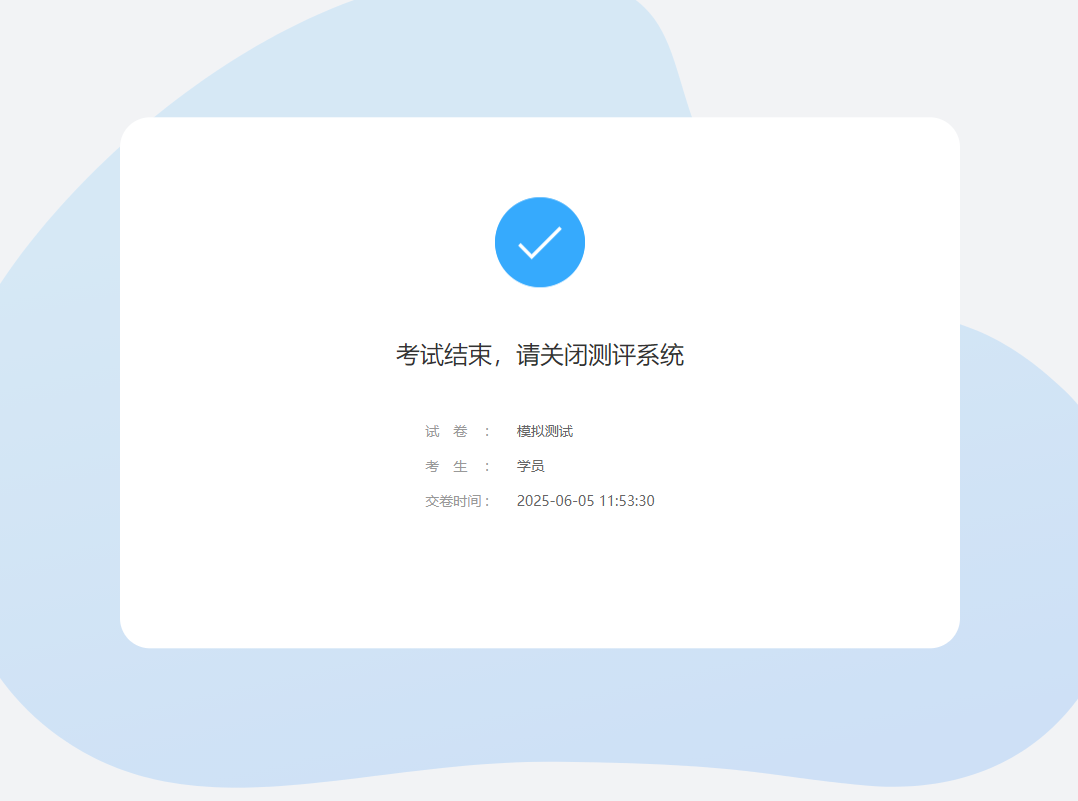 考试结束，请关闭测评系统
试 卷 ： 模拟测试
考 生 ： 学员
交卷时间： 2025-06-05 11:53:30